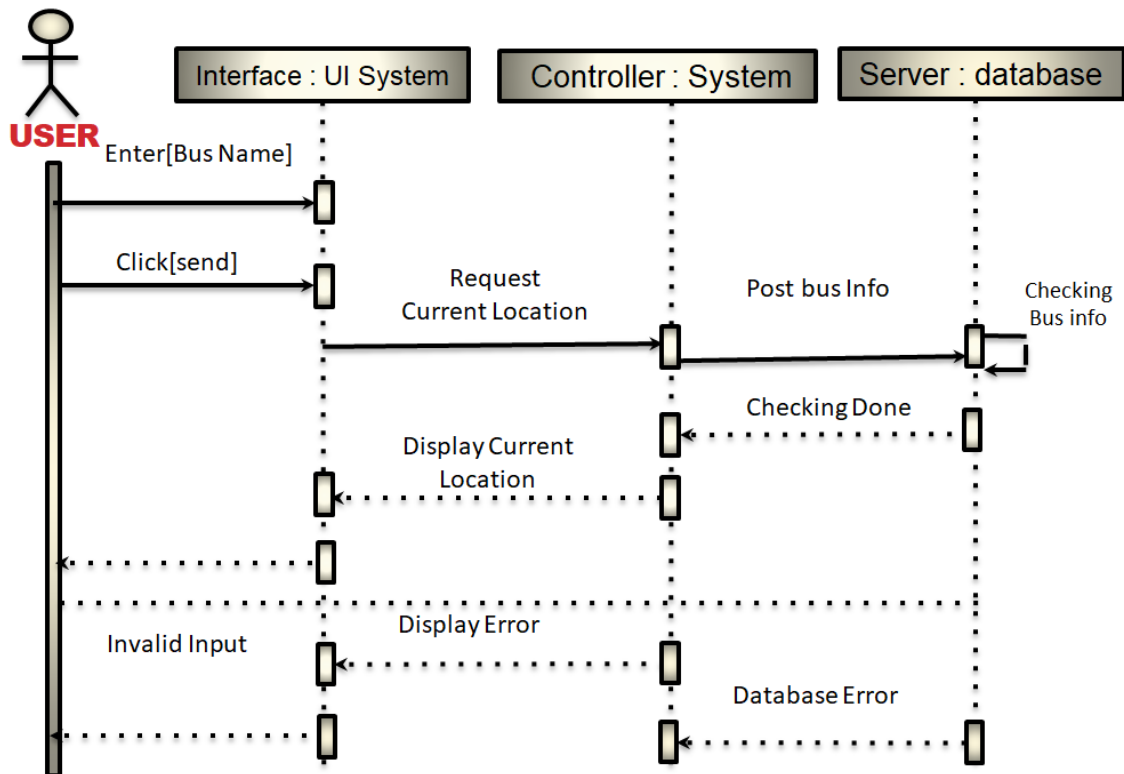 Interface : UI System
Controller : System
Server : database
USER
Enter[Bus Name]
Click[send]
Request
Current Location
Post bus Info
Checking
Bus info
Checking Done
Display Current
Location
Invalid Input
Display Error
Database Error